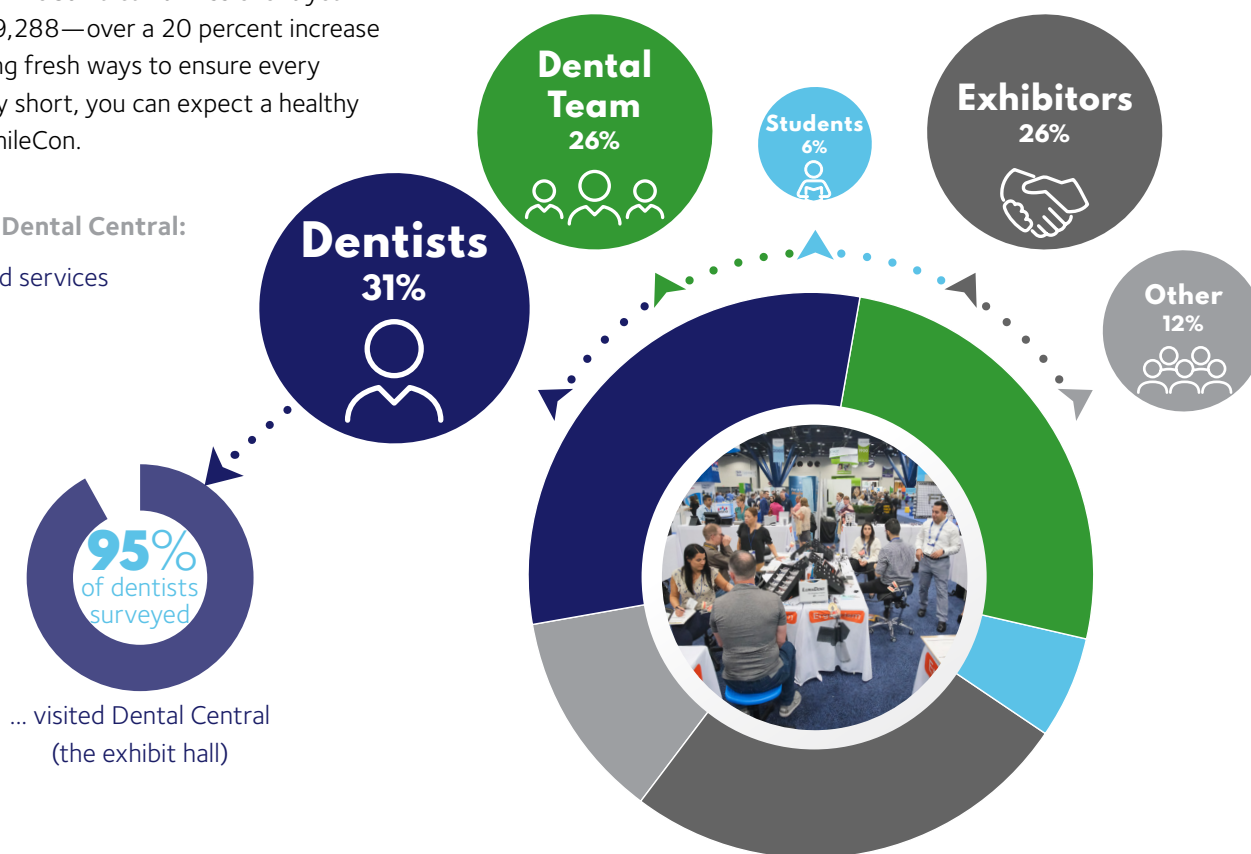 9,288—over a 20 percent increase
fresh ways to ensure every
short, you can expect a healthy
Dental Central:
services
Dental
Team
26%
Students
6%
Exhibitors
26%
Dentists
31%
Other
12%
95%
of dentists
surveyed
... visited Dental Central
(the exhibit hall)